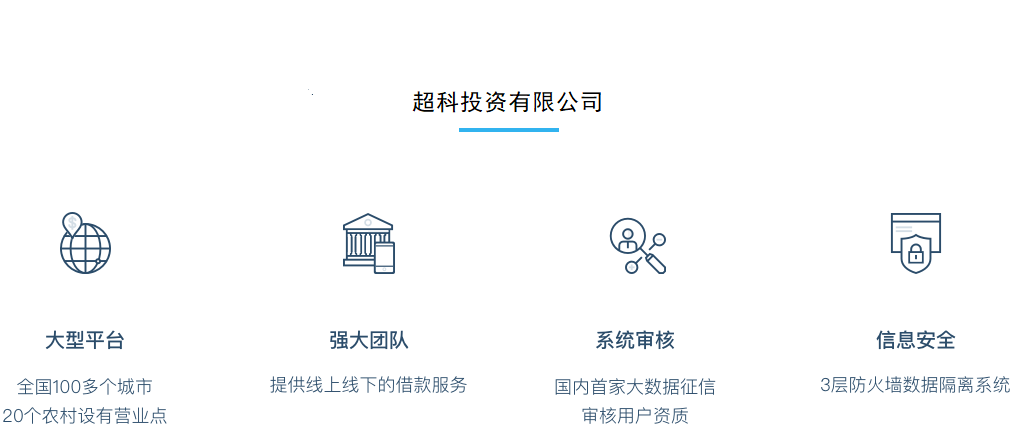 超科投资有限公司
大型平台
全国100多个城市
20个农村设有营业点
强大团队
提供线上线下的借款服务
系统审核
国内首家大数据征信
审核用户资质
信息安全
3层防火墙数据隔离系统